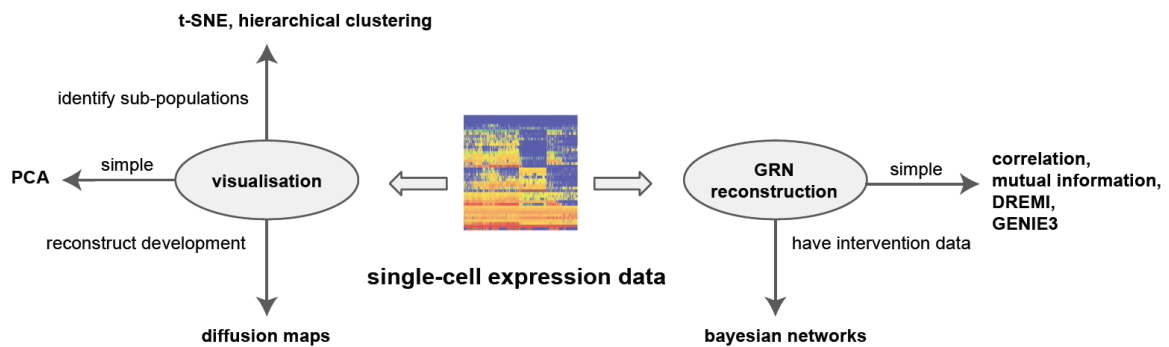 t-SNE, hierarchical clustering
identify sub-populations
simple
PCA
visualisation
reconstruct development
diffusion maps
single-cell expression data
GRN
reconstruction
simple
correlation,
mutual information,
DREMI,
GENIE3
have intervention data
bayesian networks